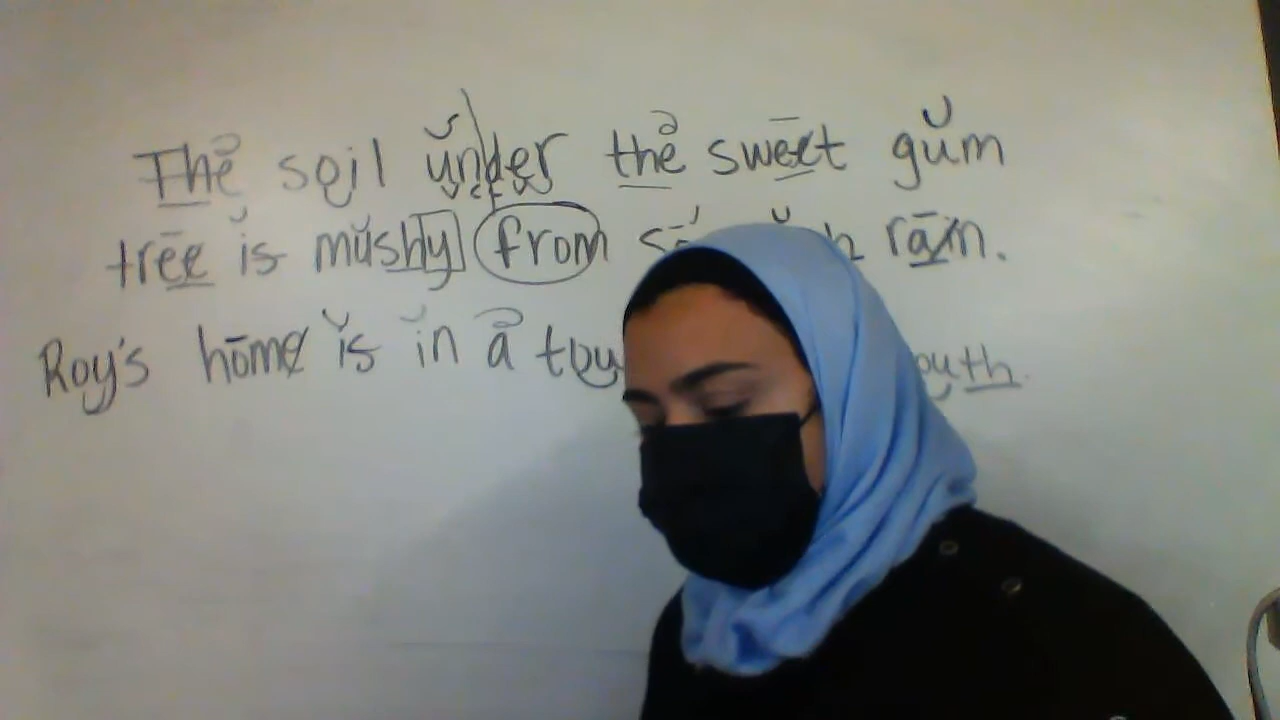 The soil under the sweet gum
tree is mushy from rain.
Roy's home is in a